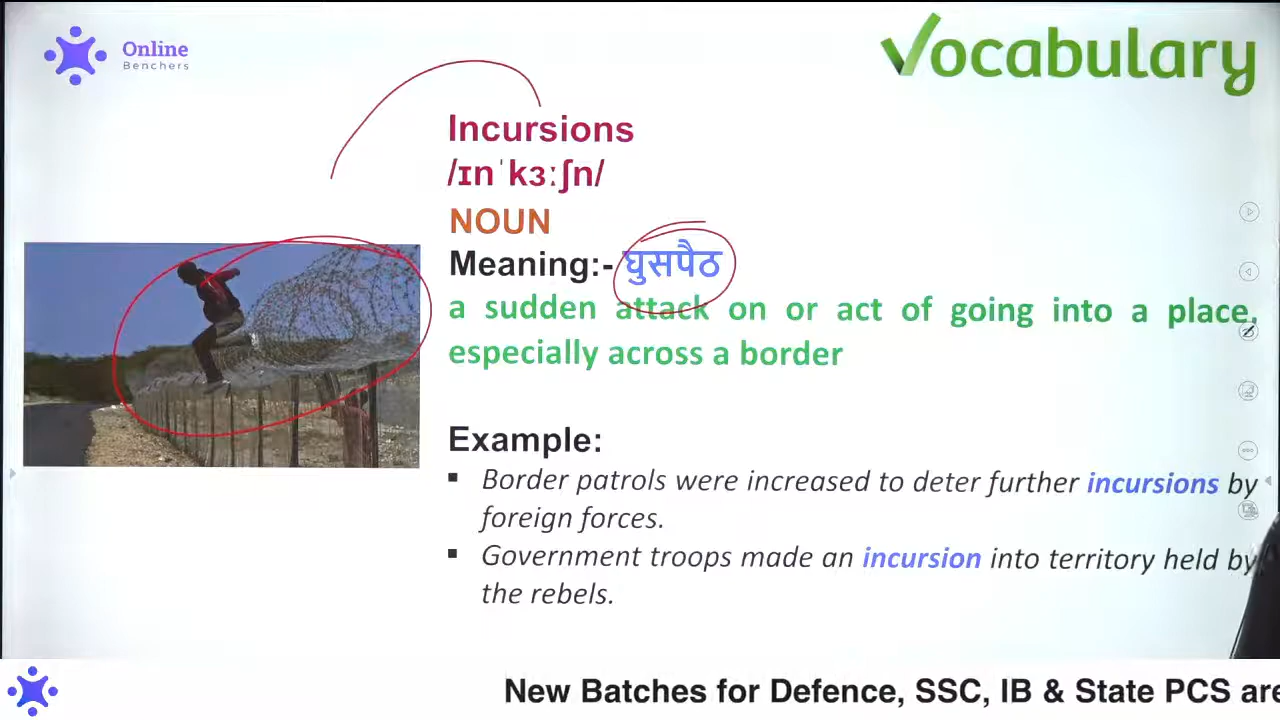 Online
Benchers
Vocabulary
Incursions
/ɪnˈkɜːʃn/
NOUN
Meaning:- घुसपैठ
a sudden attack on or act of going into a place,
especially across a border
Example:
▪ Border patrols were increased to deter further incursions by
foreign forces.
▪ Government troops made an incursion into territory held by
the rebels.
New Batches for Defence, SSC, IB & State PCS are